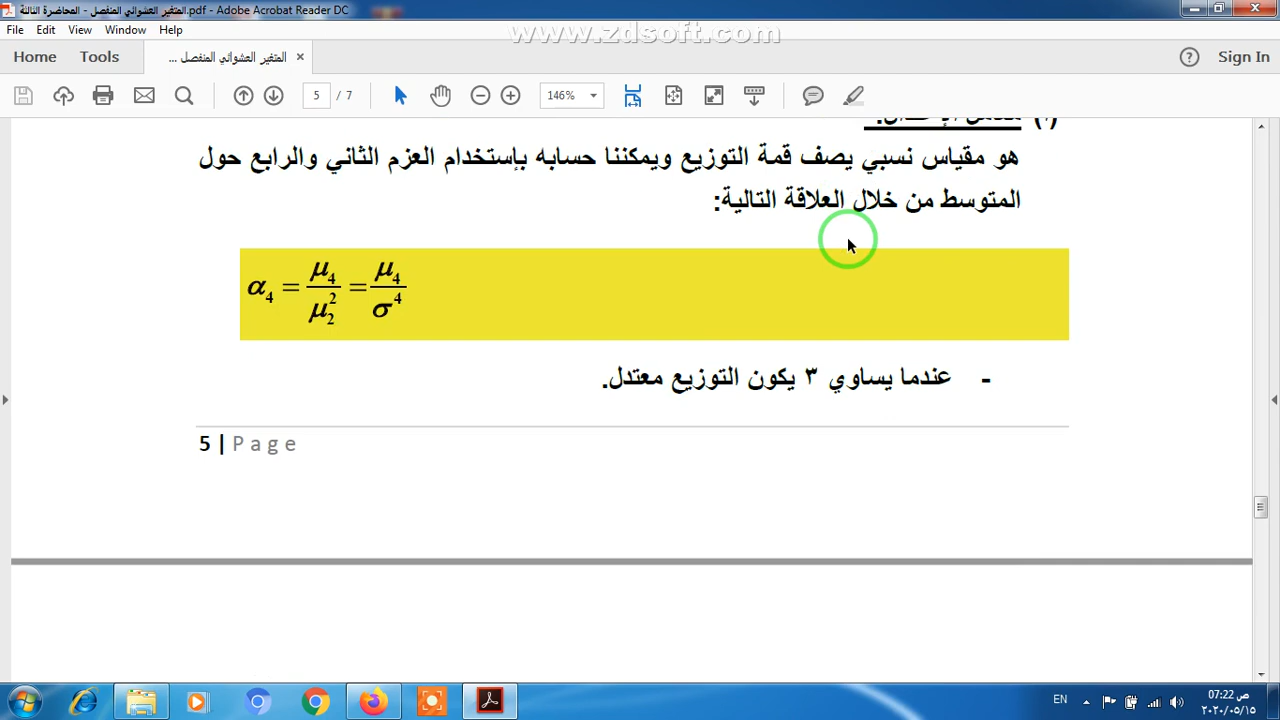 المتغير العشوائي المنفصل - المحاضرة الثالثة.pdf - Adobe Acrobat Reader DC
www.zdsoft.com
File Edit View Window Help
Home Tools المتغير العشوائي المنفصل ... × Sign In
5 / 7 146%
هو مقياس نسبي يصف قمة التوزيع ويمكننا حسابه بإستخدام العزم الثاني والرابع حول
المتوسط من خلال العلاقة التالية:
α₄ = μ₄ / μ₂² = μ₄ / σ⁴
- عندما يساوي ٣ يكون التوزيع معتدل.
5 | Page
EN
07:22 ص
٢٠٢٠/٠٥/١٥